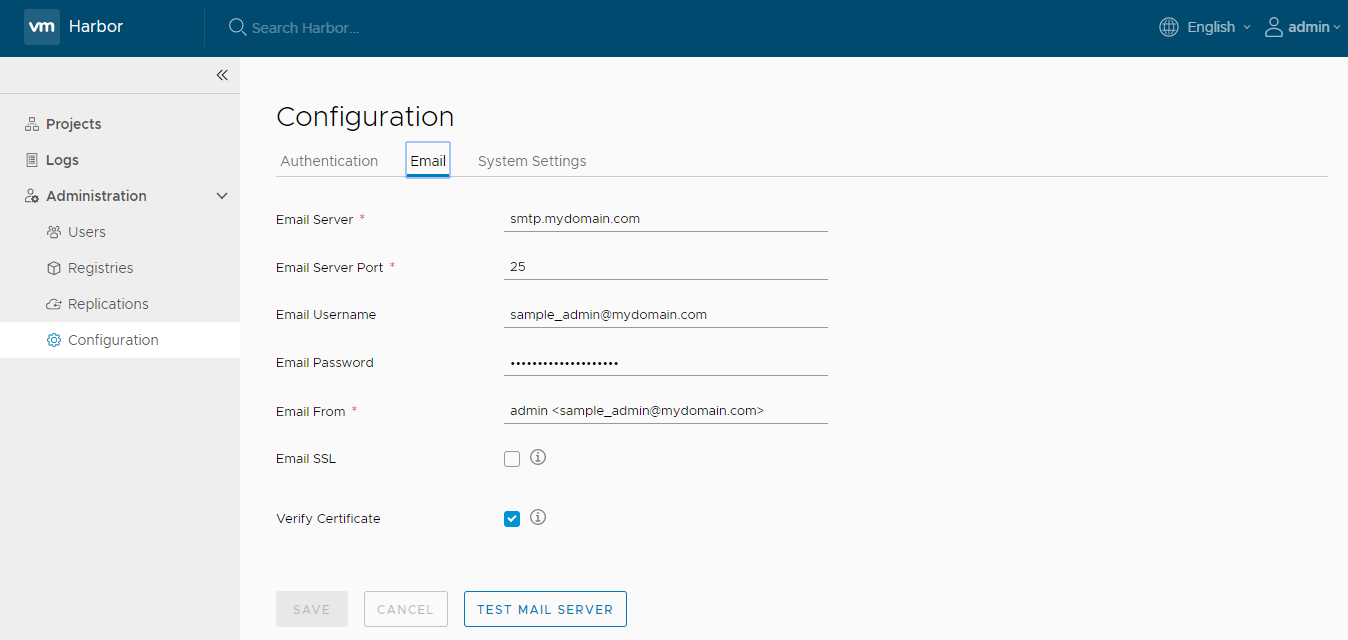 vm Harbor
Search Harbor...
English
admin
Projects
Logs
Administration
Users
Registries
Replications
Configuration
Configuration
Authentication Email System Settings
Email Server * smtp.mydomain.com
Email Server Port * 25
Email Username sample_admin@mydomain.com
Email Password ••••••••••••••••••••
Email From * admin <sample_admin@mydomain.com>
Email SSL
Verify Certificate
SAVE CANCEL TEST MAIL SERVER